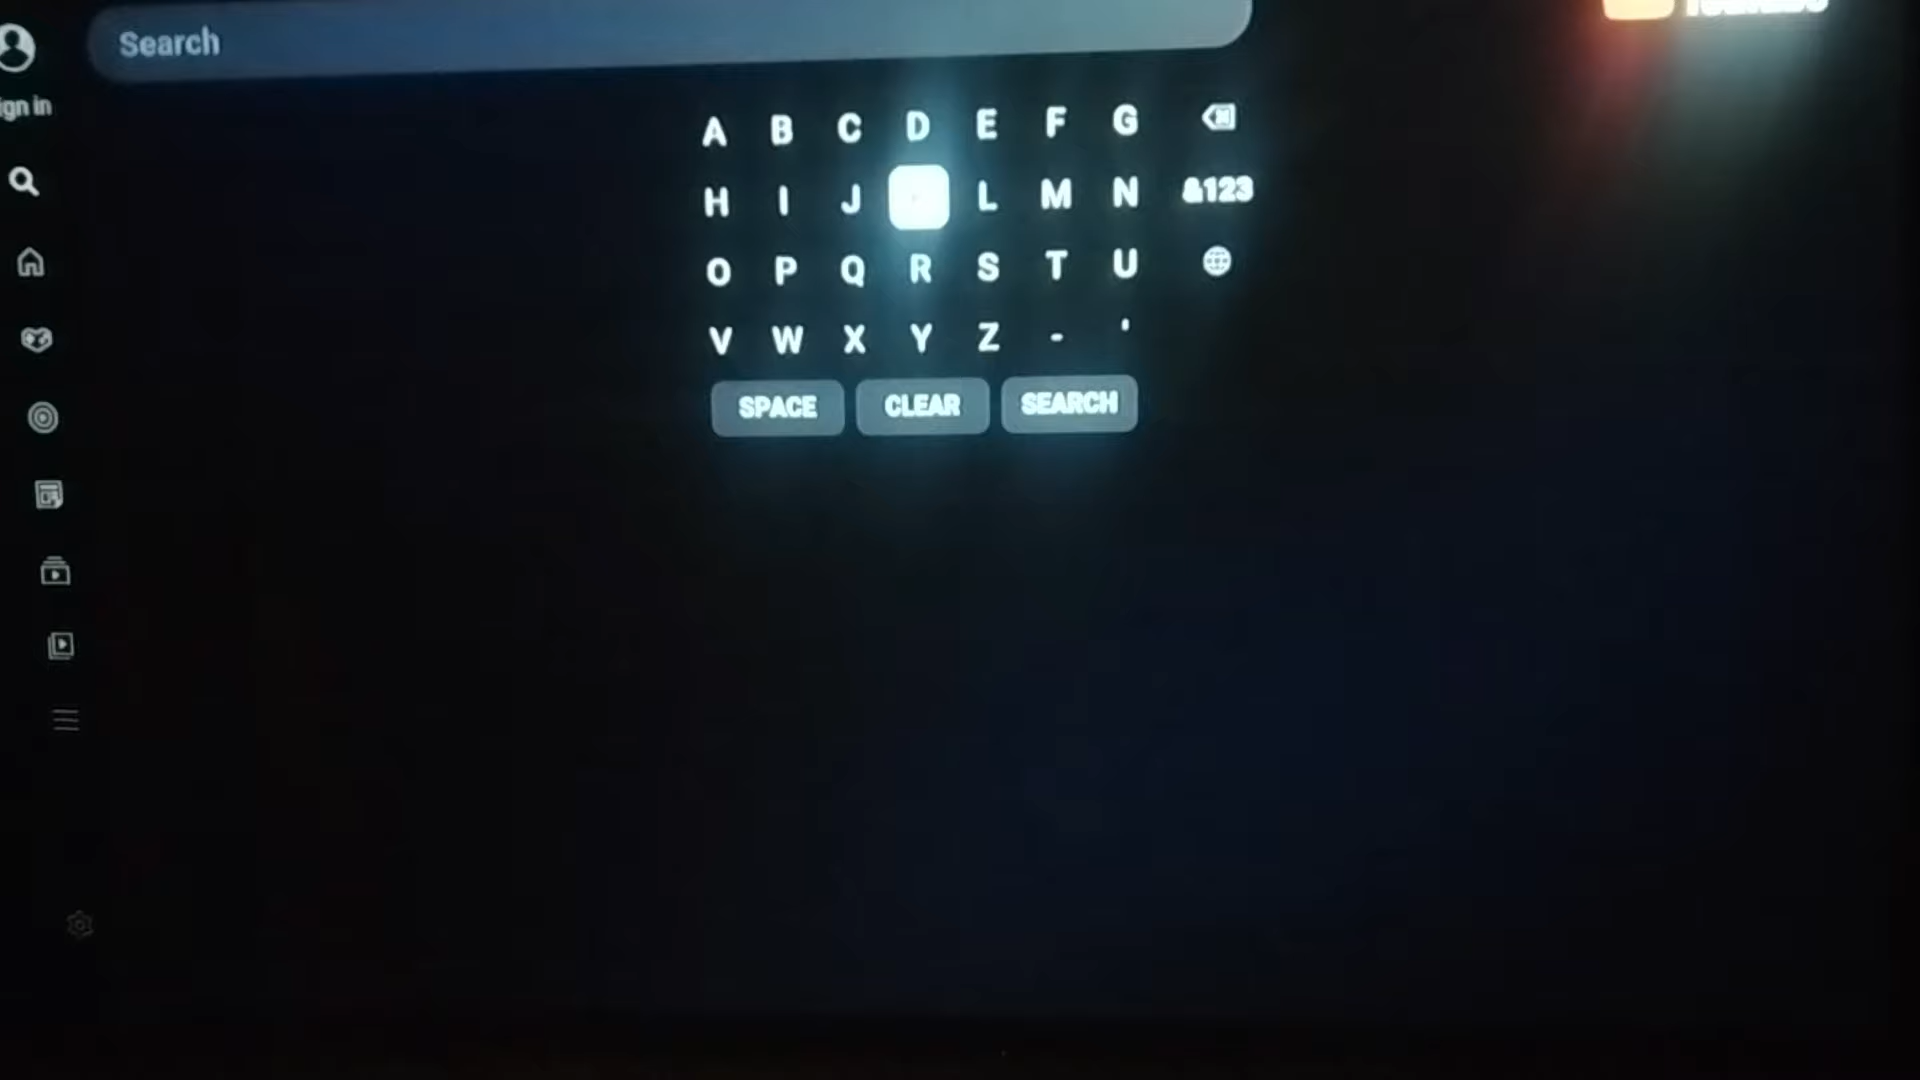 Search
ign in
A B C D E F G
H I J L M N &123
O P Q R S T U
V W X Y Z - '
SPACE CLEAR SEARCH